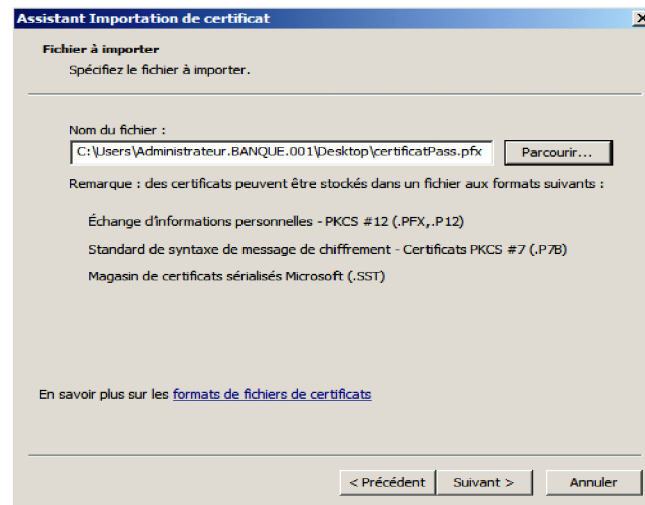 Assistant Importation de certificat
Fichier à importer
Spécifiez le fichier à importer.
Nom du fichier :
C:\Users\Administrateur.BANQUE.001\Desktop\certificatPass.pfx
Parcourir...
Remarque : des certificats peuvent être stockés dans un fichier aux formats suivants :
Échange d'informations personnelles - PKCS #12 (.PFX,.P12)
Standard de syntaxe de message de chiffrement - Certificats PKCS #7 (.P7B)
Magasin de certificats sérialisés Microsoft (.SST)
En savoir plus sur les formats de fichiers de certificats
< Précédent
Suivant >
Annuler